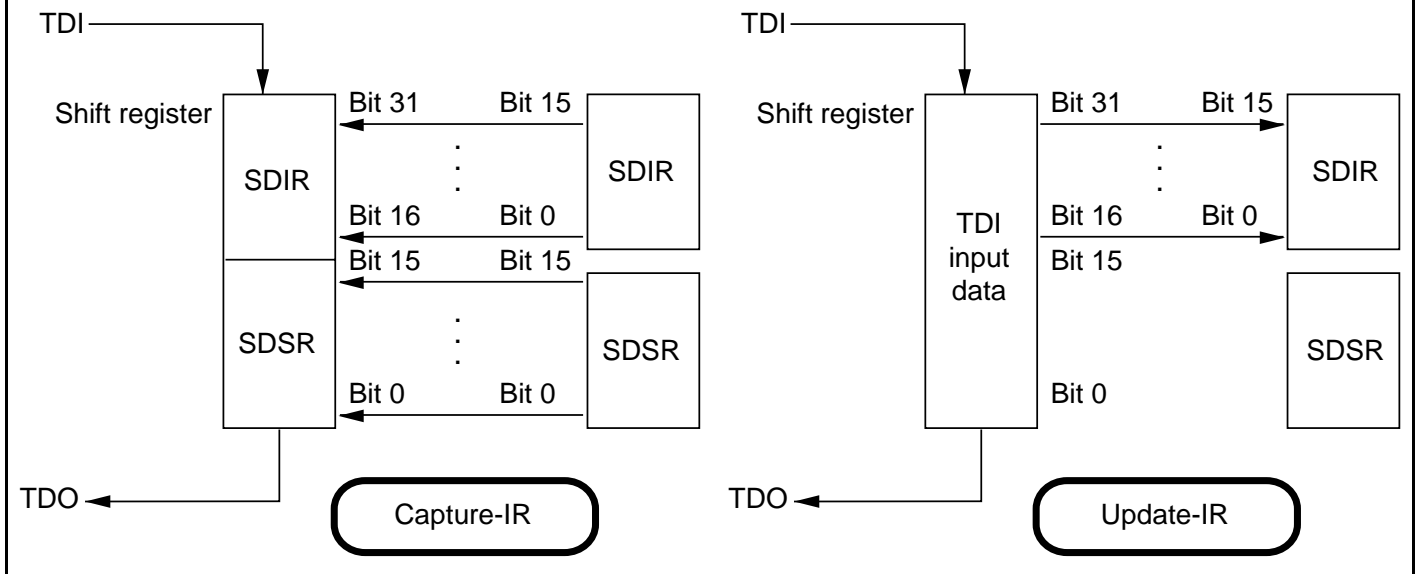 TDI
Shift register
Bit 31 Bit 15
SDIR
SDIR
Bit 16 Bit 0
Bit 15 Bit 15
SDSR
SDSR
Bit 0 Bit 0
TDO
Capture-IR
TDI
Shift register
Bit 31 Bit 15
SDIR
Bit 16 Bit 0
TDI
input
data
Bit 15
SDSR
Bit 0
TDO
Update-IR